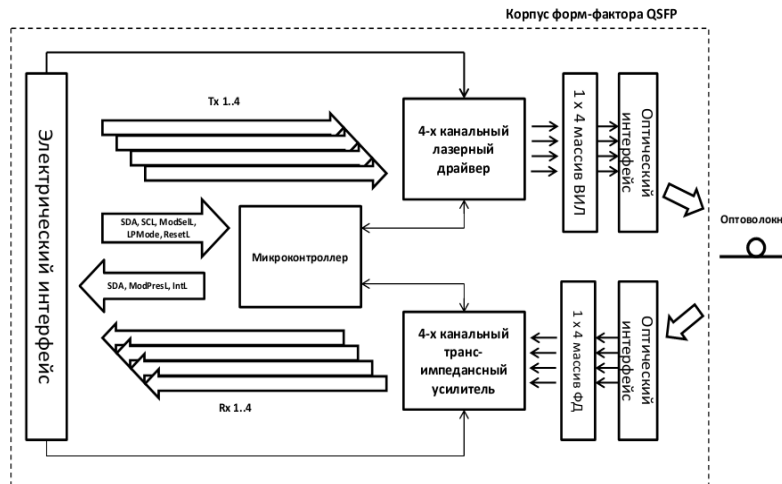 Корпус форм-фактора QSFP
Электрический интерфейс
Tx 1..4
4-х канальный
лазерный
драйвер
1 x 4 массив ВИЛ
Оптический
интерфейс
SDA, SCL, ModSelL,
LPMode, ResetL
Микроконтроллер
Оптоволокн
SDA, ModPresL, IntL
4-х канальный
транс-
импедансный
усилитель
1 x 4 массив ФД
Оптический
интерфейс
Rx 1..4